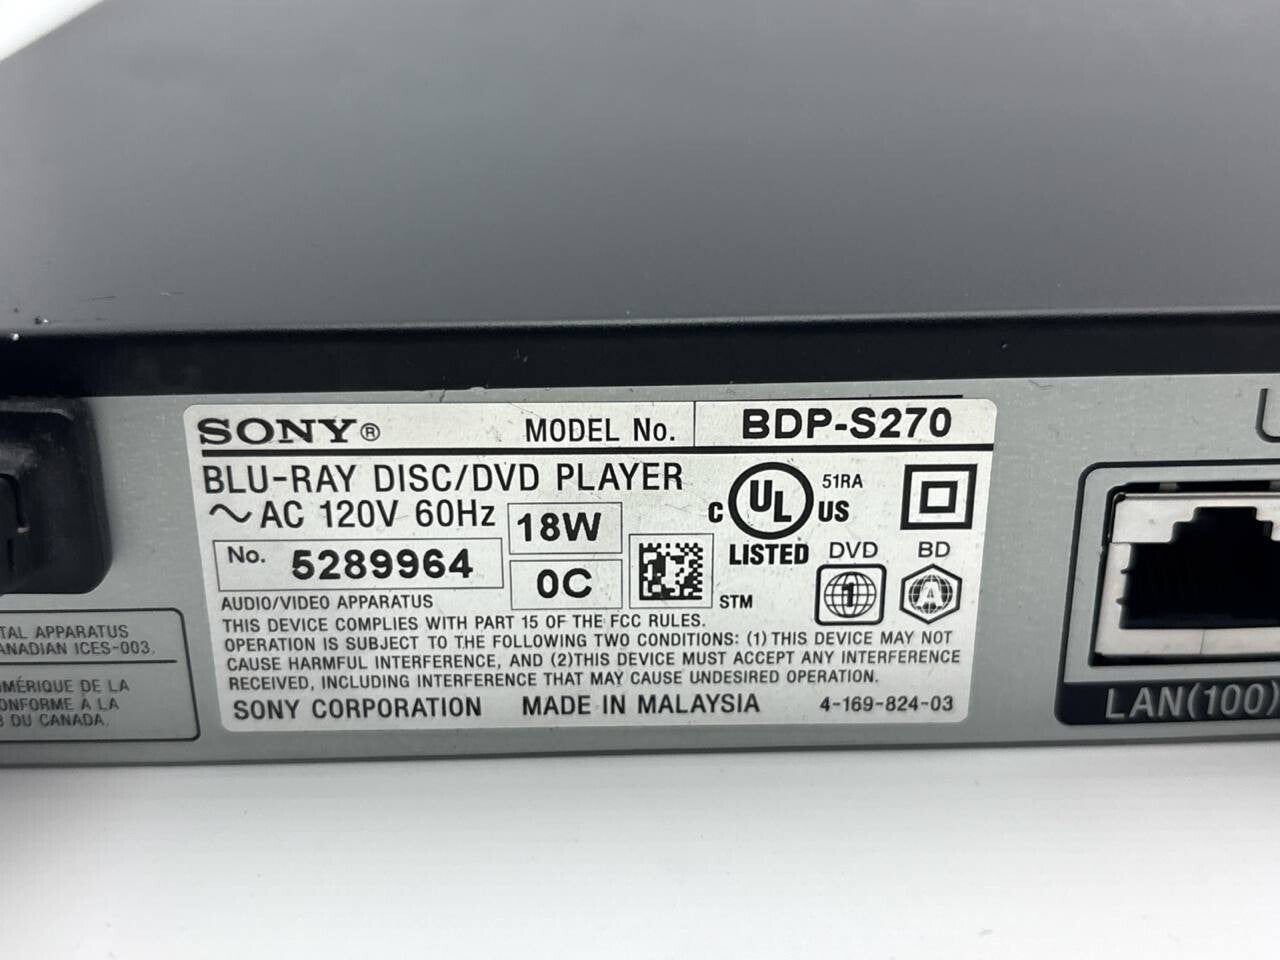 SONY® MODEL No. BDP-S270
BLU-RAY DISC/DVD PLAYER
～ AC 120V 60Hz 18W
No. 5289964 0C
C UL US 51RA
LISTED
DVD BD
1 A
STM
AUDIO/VIDEO APPARATUS
THIS DEVICE COMPLIES WITH PART 15 OF THE FCC RULES.
OPERATION IS SUBJECT TO THE FOLLOWING TWO CONDITIONS: (1) THIS DEVICE MAY NOT
CAUSE HARMFUL INTERFERENCE, AND (2)THIS DEVICE MUST ACCEPT ANY INTERFERENCE
RECEIVED, INCLUDING INTERFERENCE THAT MAY CAUSE UNDESIRED OPERATION.
SONY CORPORATION MADE IN MALAYSIA 4-169-824-03
APPARATUS
ICES-003.
DE LA
À LA
DU CANADA.
LAN(100)